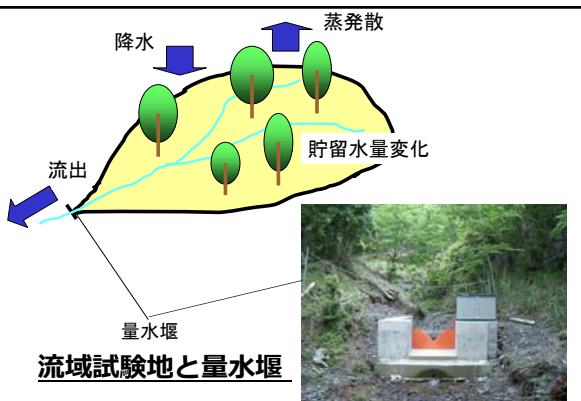 蒸発散
降水
貯留水量変化
流出
量水堰
流域試験地と量水堰